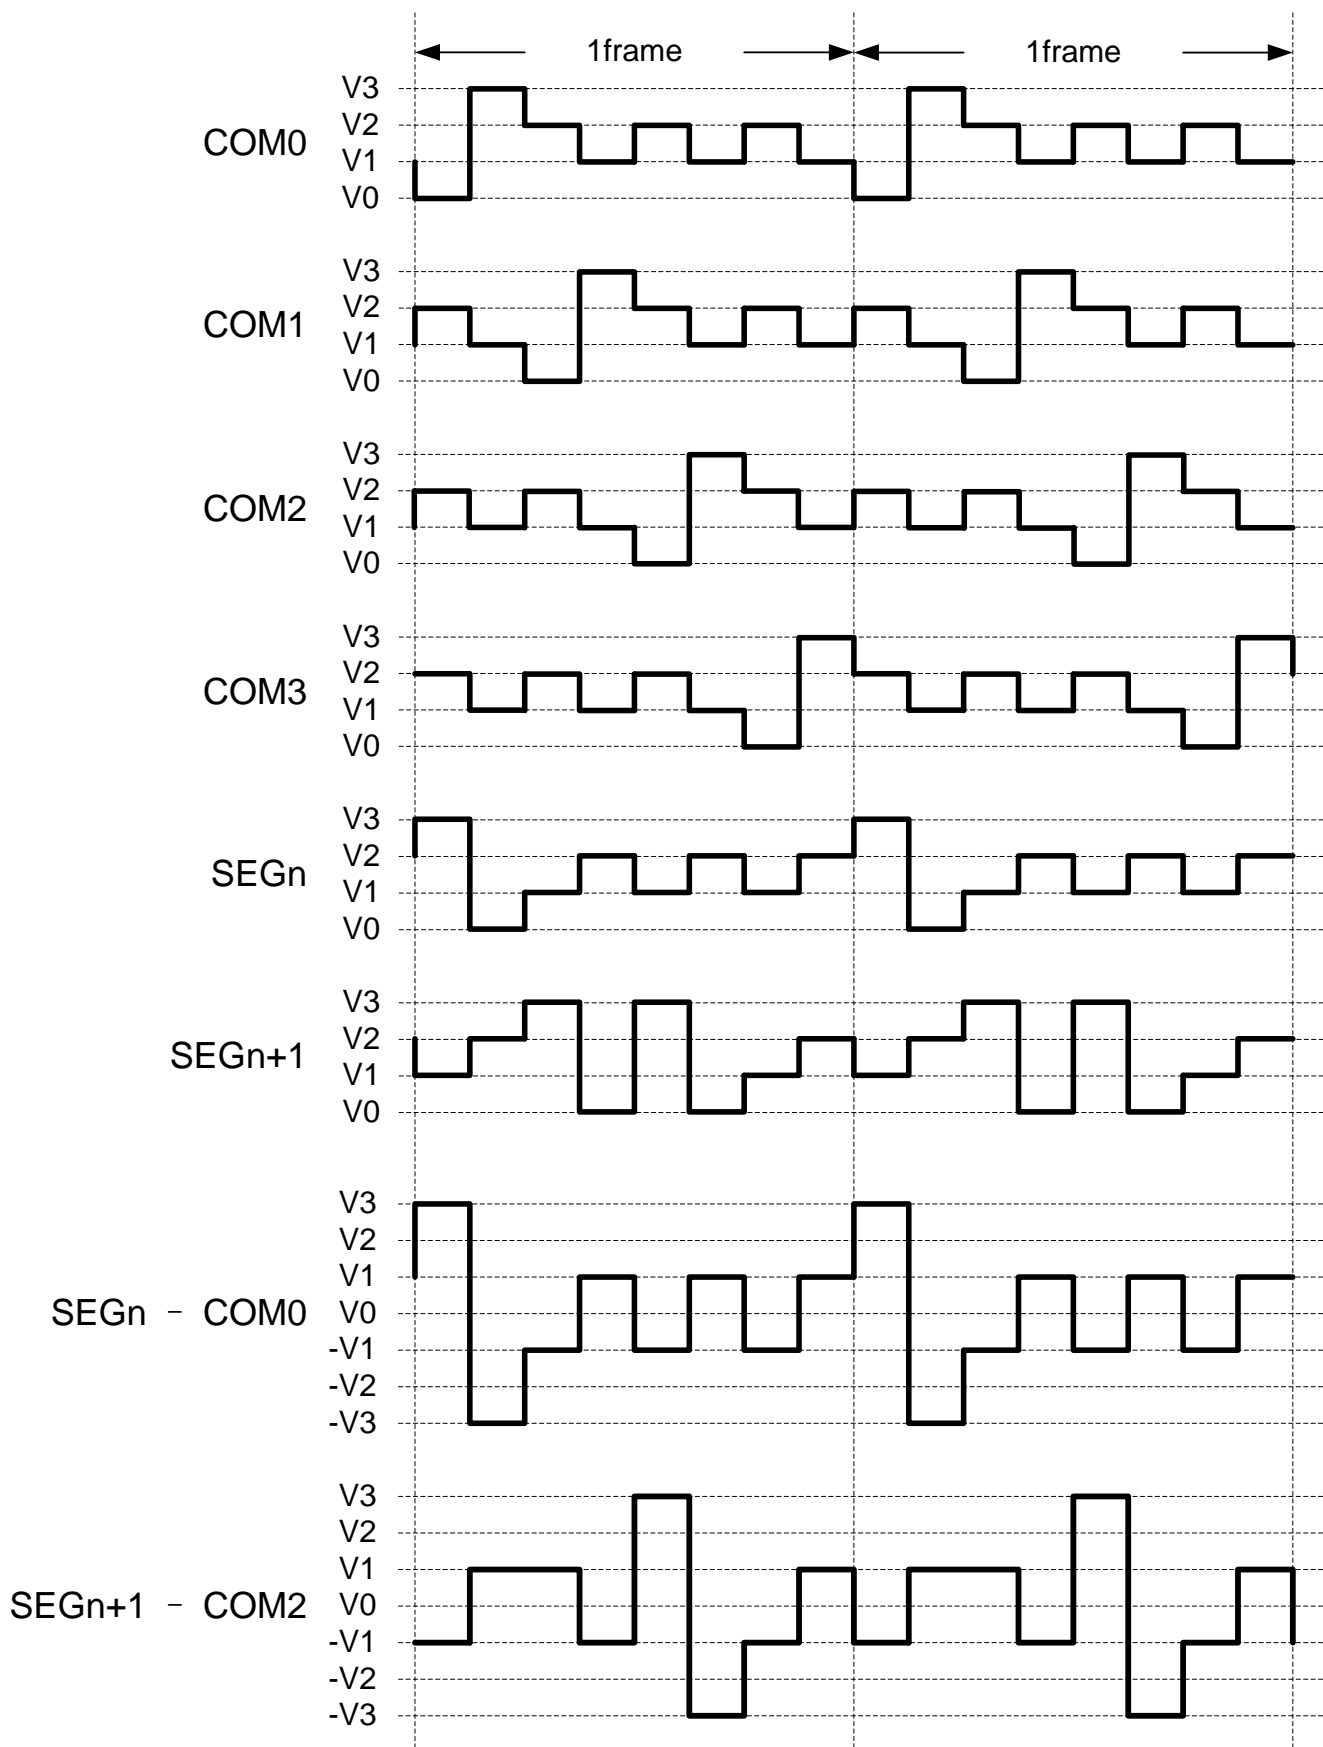 1frame 1frame
V3
V2
COM0
V1
V0
V3
V2
COM1
V1
V0
V3
V2
COM2
V1
V0
V3
V2
COM3
V1
V0
V3
V2
SEGn
V1
V0
V3
V2
SEGn+1
V1
V0
V3
V2
V1
SEGn － COM0 V0
-V1
-V2
-V3
V3
V2
V1
SEGn+1 － COM2 V0
-V1
-V2
-V3